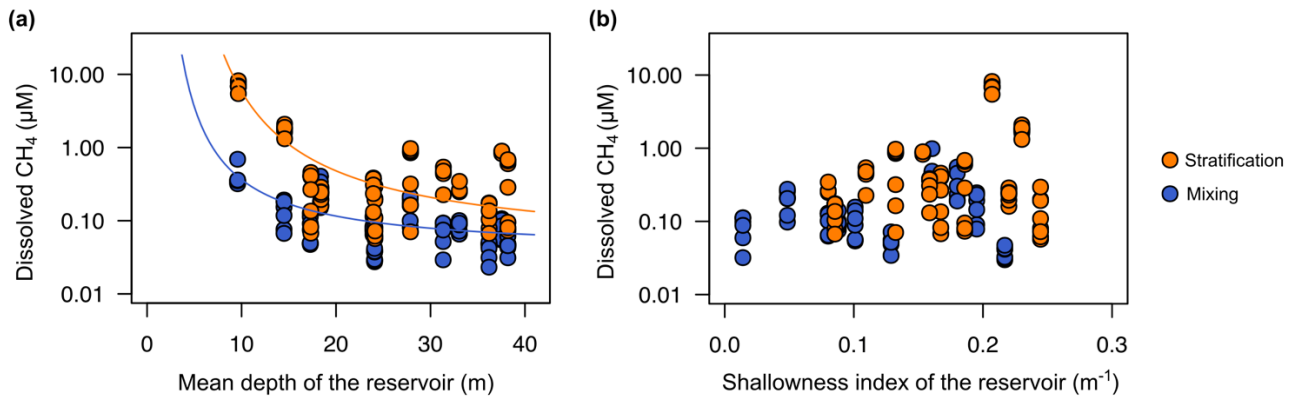 (a)
Dissolved CH₄ (µM)
10.00
1.00
0.10
0.01
0
10
20
30
40
Mean depth of the reservoir (m)
(b)
Dissolved CH₄ (µM)
10.00
1.00
0.10
0.01
0.0
0.1
0.2
0.3
Shallowness index of the reservoir (m⁻¹)
Stratification
Mixing